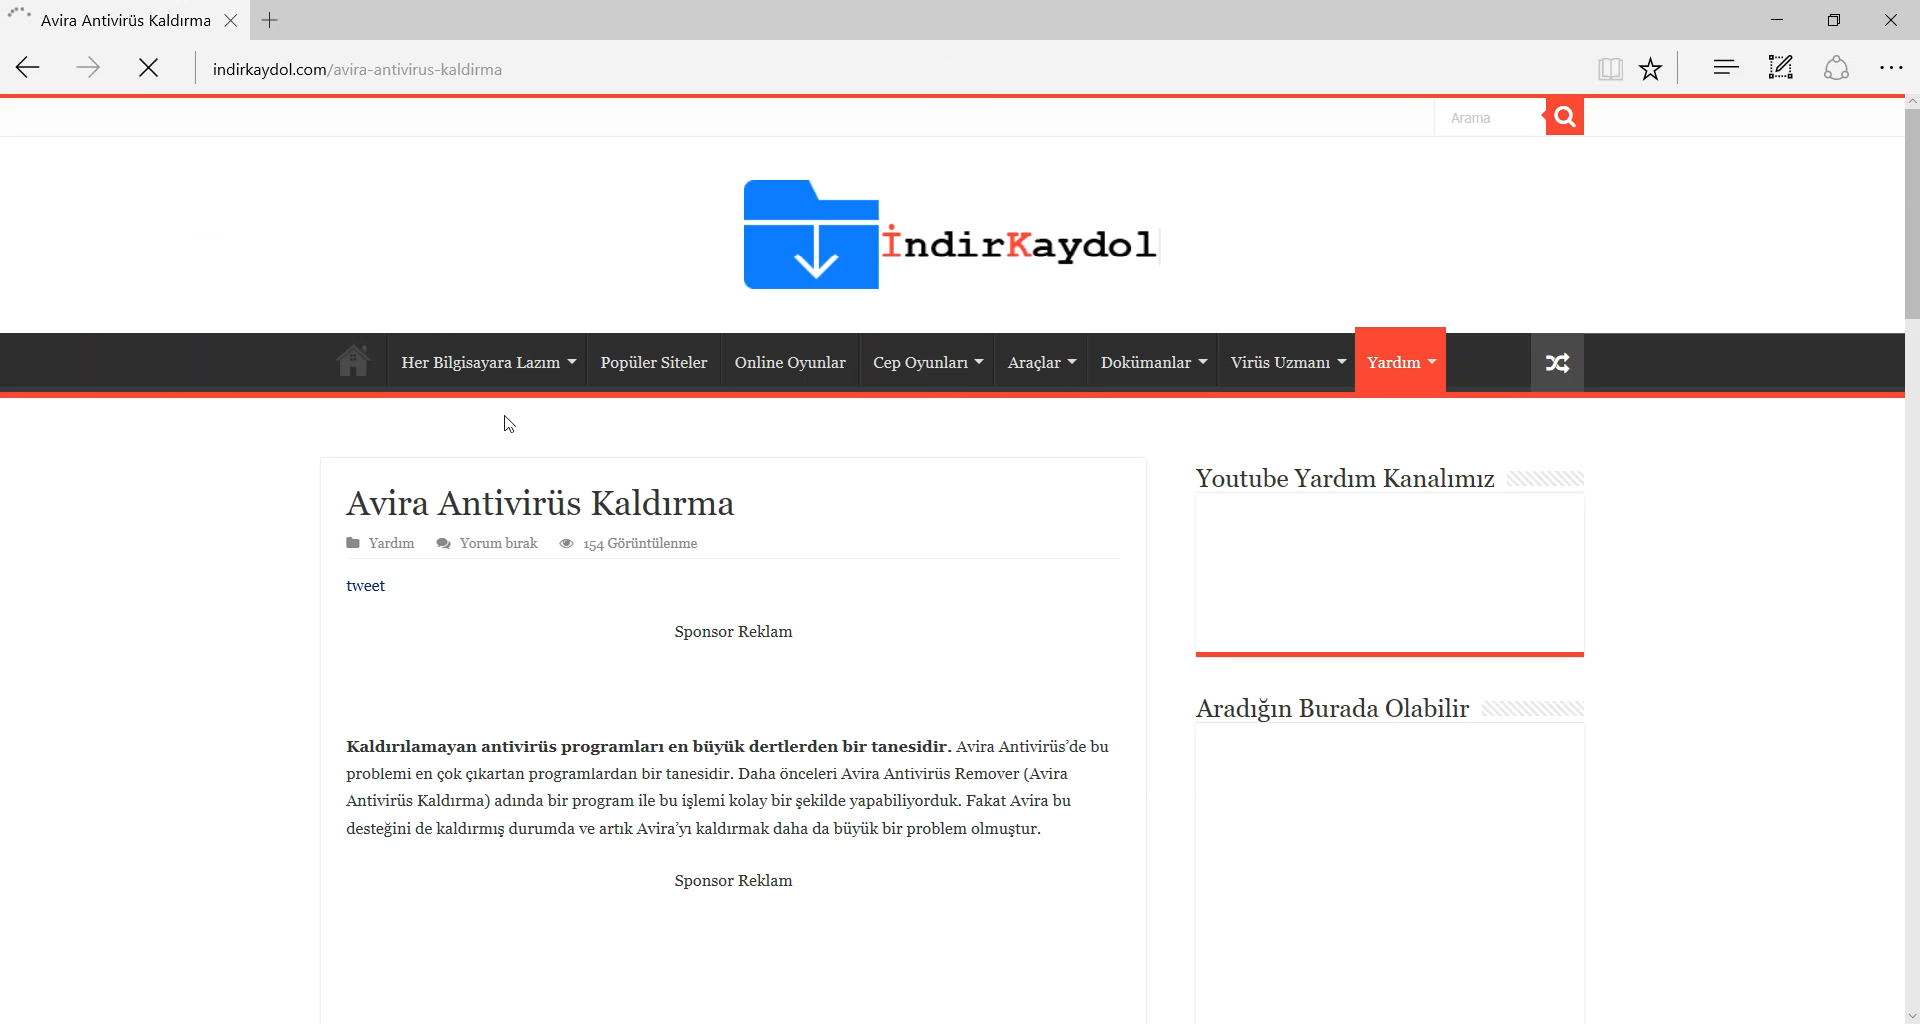 Avira Antivirüs Kaldırma
indirkaydol.com/avira-antivirus-kaldirma
Arama
İndirKaydol
Her Bilgisayara Lazım Popüler Siteler Online Oyunlar Cep Oyunları Araçlar Dokümanlar Virüs Uzmanı Yardım
Avira Antivirüs Kaldırma
Yardım Yorum bırak 154 Görüntülenme
tweet
Sponsor Reklam
Kaldırılamayan antivirüs programları en büyük dertlerden bir tanesidir. Avira Antivirüs’de bu
problemi en çok çıkartan programlardan bir tanesidir. Daha önceleri Avira Antivirüs Remover (Avira
Antivirüs Kaldırma) adında bir program ile bu işlemi kolay bir şekilde yapabiliyorduk. Fakat Avira bu
desteğini de kaldırmış durumda ve artık Avira’yı kaldırmak daha da büyük bir problem olmuştur.
Sponsor Reklam
Youtube Yardım Kanalımız
Aradığın Burada Olabilir